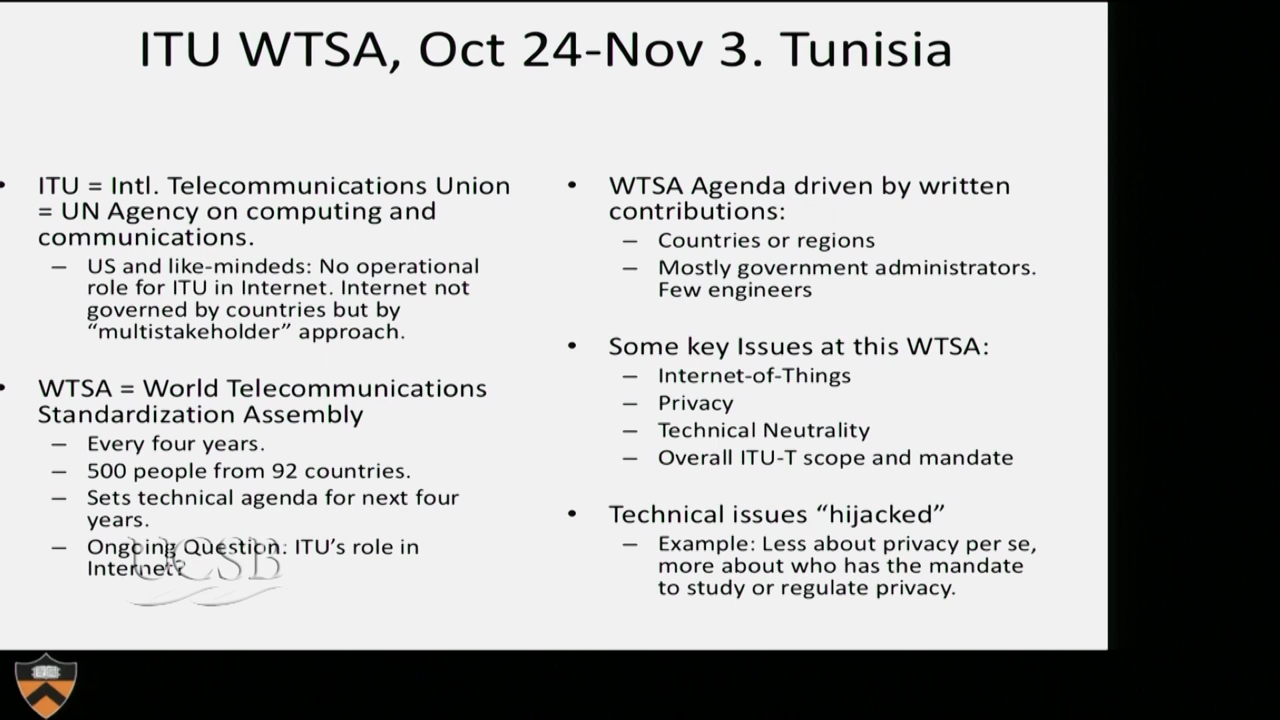 ITU WTSA, Oct 24-Nov 3. Tunisia
• ITU = Intl. Telecommunications Union
= UN Agency on computing and
communications.
– US and like-mindeds: No operational
role for ITU in Internet. Internet not
governed by countries but by
“multistakeholder” approach.
• WTSA = World Telecommunications
Standardization Assembly
– Every four years.
– 500 people from 92 countries.
– Sets technical agenda for next four
years.
– Ongoing Question: ITU’s role in
Internet?
UCSB
• WTSA Agenda driven by written
contributions:
– Countries or regions
– Mostly government administrators.
Few engineers
• Some key Issues at this WTSA:
– Internet-of-Things
– Privacy
– Technical Neutrality
– Overall ITU-T scope and mandate
• Technical issues “hijacked”
– Example: Less about privacy per se,
more about who has the mandate
to study or regulate privacy.